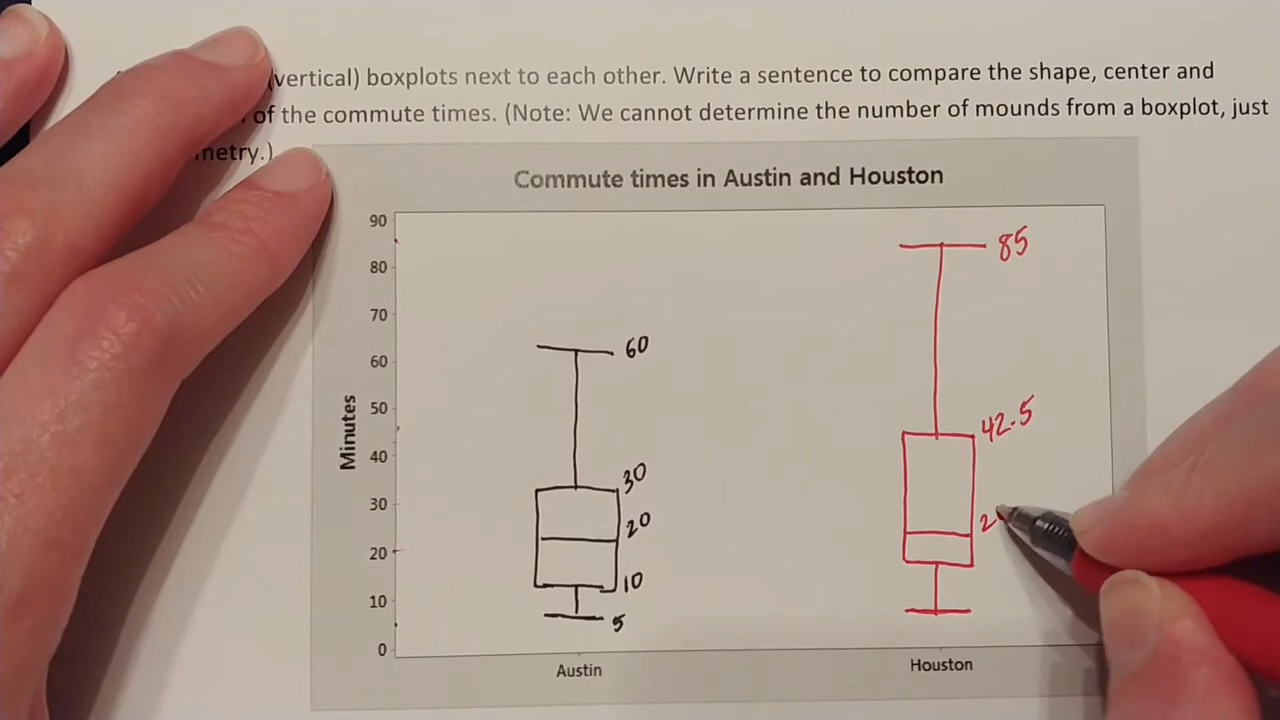 (vertical) boxplots next to each other. Write a sentence to compare the shape, center and
of the commute times. (Note: We cannot determine the number of mounds from a boxplot, just
metry.)
Commute times in Austin and Houston
90
80
70
60
50
40
30
20
10
0
Minutes
60
30
20
10
5
85
42.5
2
Austin
Houston